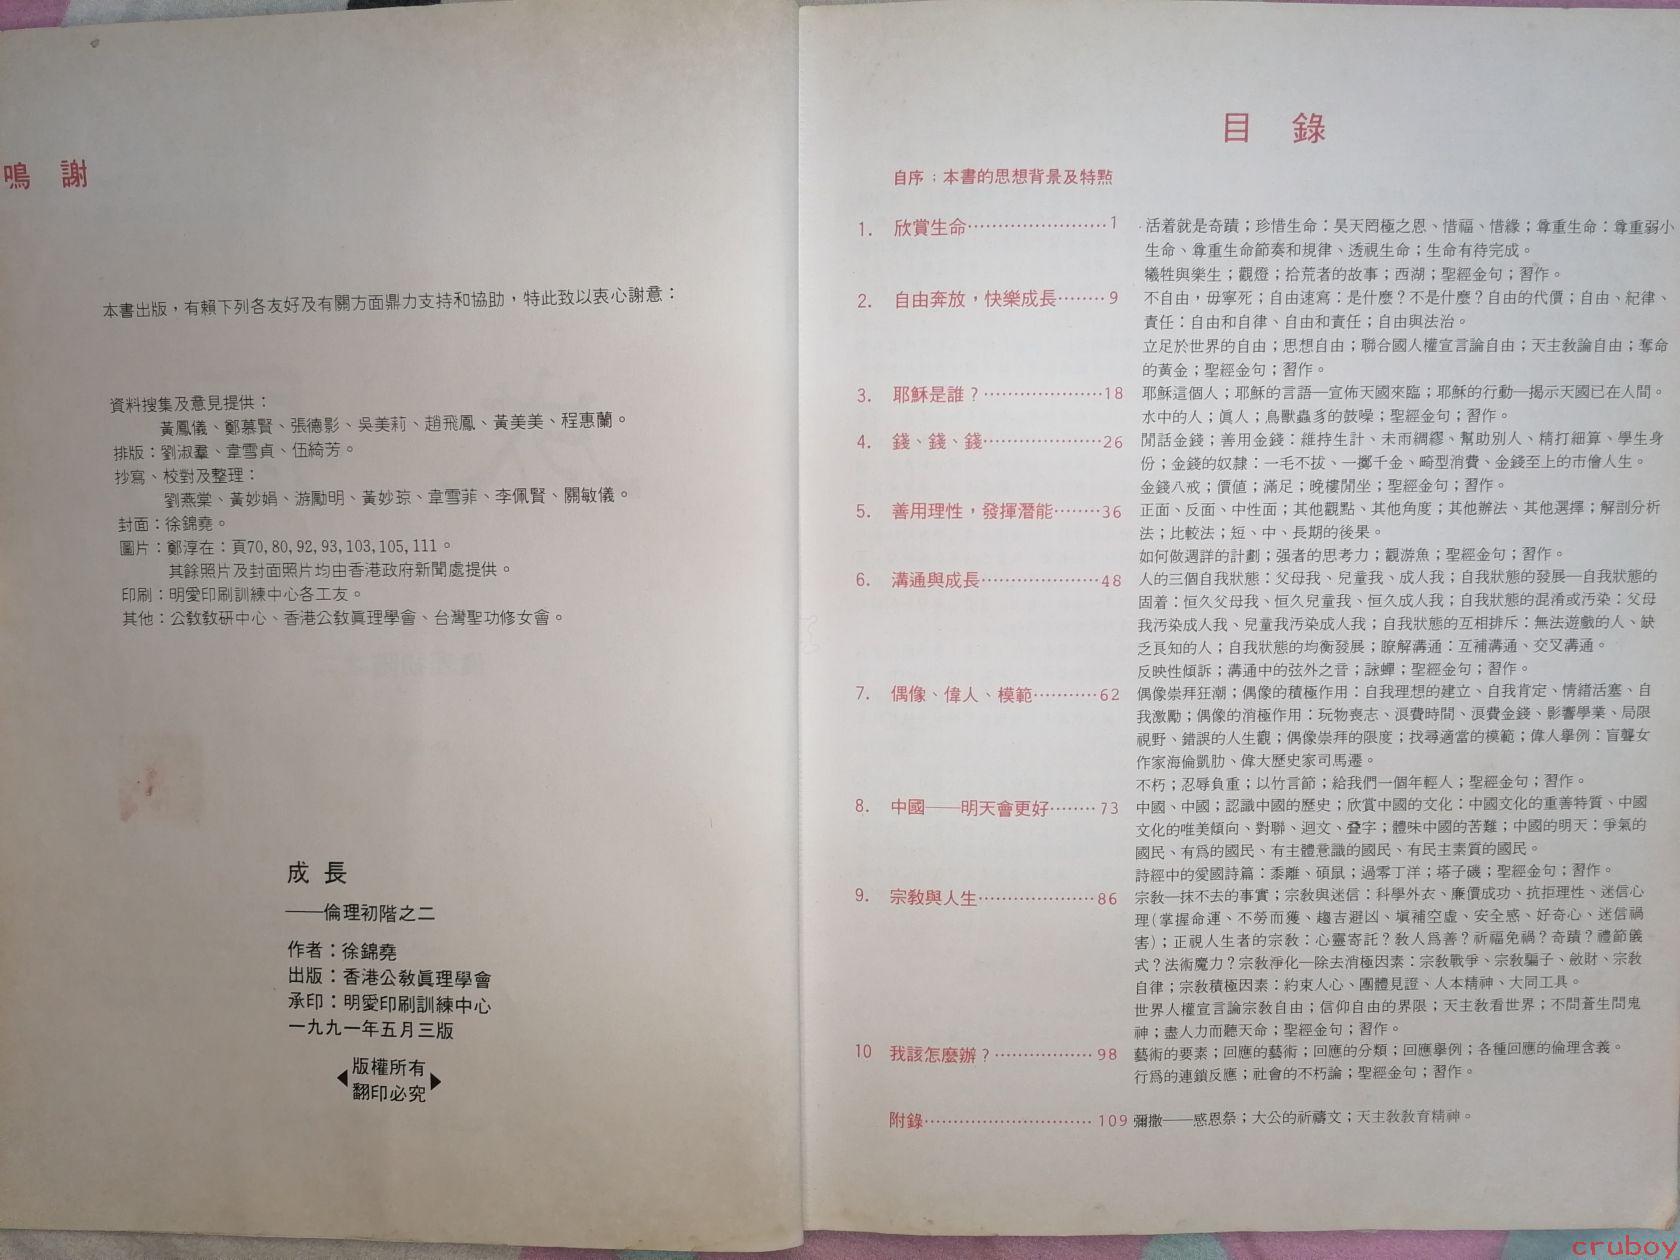 鳴 謝
本書出版，有賴下列各友好及有關方面鼎力支持和協助，特此致以衷心謝意：
資料搜集及意見提供：
黃鳳儀、鄭慕賢、張德影、吳美莉、趙飛鳳、黃美美、程惠蘭。
排版：劉淑羣、韋雪貞、伍綺芳。
抄寫、校對及整理：
劉燕棠、黃妙娟、游勵明、黃妙琼、韋雪菲、李佩賢、關敏儀。
封面：徐錦堯。
圖片：鄭淳在：頁70,80,92,93,103,105,111。
其餘照片及封面照片均由香港政府新聞處提供。
印刷：明愛印刷訓練中心各工友。
其他：公敎敎研中心、香港公敎眞理學會、台灣聖功修女會。
成 長
——倫理初階之二
作者：徐錦堯
出版：香港公敎眞理學會
承印：明愛印刷訓練中心
一九九一年五月三版
版權所有
翻印必究
目 錄
自序：本書的思想背景及特點
1. 欣賞生命……………………1 活着就是奇蹟；珍惜生命：昊天罔極之恩、惜福、惜緣；尊重生命：尊重弱小
生命、尊重生命節奏和規律、透視生命；生命有待完成。
犧牲與樂生；觀燈；拾荒者的故事；西湖；聖經金句；習作。
2. 自由奔放，快樂成長………9 不自由，毋寧死；自由速寫：是什麼？不是什麼？自由的代價；自由、紀律、
責任：自由和自律、自由和責任；自由與法治。
立足於世界的自由；思想自由；聯合國人權宣言論自由；天主敎論自由；奪命
的黃金；聖經金句；習作。
3. 耶穌是誰？…………………18 耶穌這個人；耶穌的言語—宣佈天國來臨；耶穌的行動—揭示天國已在人間。
水中的人；眞人；鳥獸蟲豸的鼓噪；聖經金句；習作。
4. 錢、錢、錢…………………26 閒話金錢；善用金錢：維持生計、未雨綢繆、幫助別人、精打細算、學生身
份；金錢的奴隸：一毛不拔、一擲千金、畸型消費、金錢至上的市儈人生。
金錢八戒；價値；滿足；晚樓閒坐；聖經金句；習作。
5. 善用理性，發揮潛能………36 正面、反面、中性面；其他觀點、其他角度；其他辦法、其他選擇；解剖分析
法；比較法；短、中、長期的後果。
如何做週詳的計劃；强者的思考力；觀游魚；聖經金句；習作。
6. 溝通與成長…………………48 人的三個自我狀態：父母我、兒童我、成人我；自我狀態的發展—自我狀態的
固着：恒久父母我、恒久兒童我、恒久成人我；自我狀態的混淆或汚染：父母
我汚染成人我、兒童我汚染成人我；自我狀態的互相排斥：無法遊戲的人、缺
乏良知的人；自我狀態的均衡發展；瞭解溝通：互補溝通、交叉溝通。
反映性傾訴；溝通中的弦外之音；詠蟬；聖經金句；習作。
7. 偶像、偉人、模範…………62 偶像崇拜狂潮；偶像的積極作用：自我理想的建立、自我肯定、情緒活塞、自
我激勵；偶像的消極作用：玩物喪志、浪費時間、浪費金錢、影響學業、局限
視野、錯誤的人生觀；偶像崇拜的限度；找尋適當的模範；偉人擧例：盲聾女
作家海倫凱肋、偉大歷史家司馬遷。
不朽；忍辱負重；以竹言節；給我們一個年輕人；聖經金句；習作。
8. 中國——明天會更好………73 中國、中國；認識中國的歷史；欣賞中國的文化：中國文化的重善特質、中國
文化的唯美傾向、對聯、迴文、叠字；體味中國的苦難；中國的明天：爭氣的
國民、有爲的國民、有主體意識的國民、有民主素質的國民。
詩經中的愛國詩篇：黍離、碩鼠；過零丁洋；塔子磯；聖經金句；習作。
9. 宗敎與人生…………………86 宗敎—抹不去的事實；宗敎與迷信：科學外衣、廉價成功、抗拒理性、迷信心
理(掌握命運、不勞而獲、趨吉避凶、塡補空虛、安全感、好奇心、迷信禍
害)；正視人生者的宗敎：心靈寄託？敎人爲善？祈福免禍？奇蹟？禮節儀
式？法術魔力？宗敎淨化—除去消極因素：宗敎戰爭、宗敎騙子、斂財、宗敎
自律；宗敎積極因素：約束人心、團體見證、人本精神、大同工具。
世界人權宣言論宗敎自由；信仰自由的界限；天主敎看世界；不問蒼生問鬼
神；盡人力而聽天命；聖經金句；習作。
10 我該怎麼辦？………………98 藝術的要素；回應的藝術；回應的分類；回應擧例；各種回應的倫理含義。
行爲的連鎖反應；社會的不朽論；聖經金句；習作。
附錄…………………………109 彌撒——感恩祭；大公的祈禱文；天主敎敎育精神。
cruboy